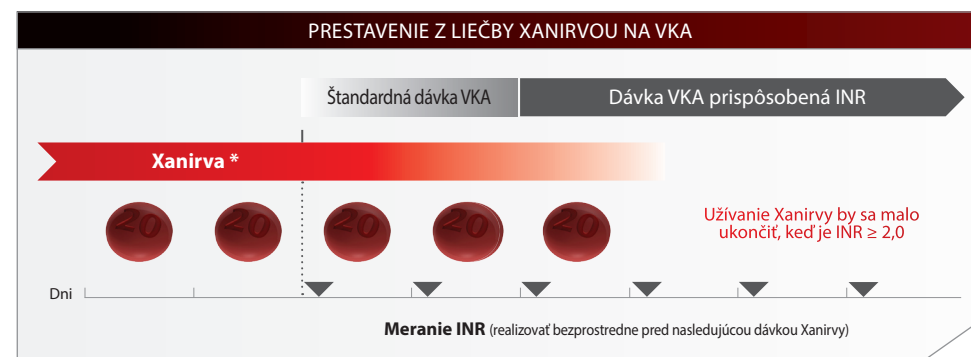 PRESTAVENIE Z LIEČBY XANIRVOU NA VKA
Štandardná dávka VKA
Dávka VKA prispôsobená INR
Xanirva *
20 20 20 20 20
Užívanie Xanirvy by sa malo
ukončiť, keď je INR ≥ 2,0
Dni
Meranie INR (realizovať bezprostredne pred nasledujúcou dávkou Xanirvy)